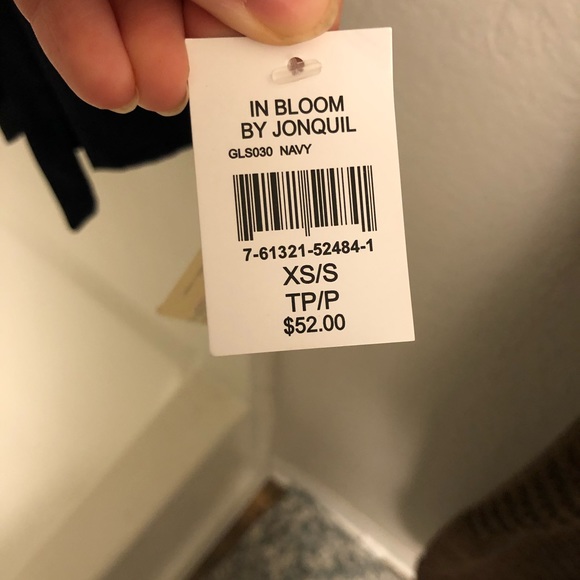 IN BLOOM
BY JONQUIL
GLS030 NAVY
7-61321-52484-1
XS/S
TP/P
$52.00